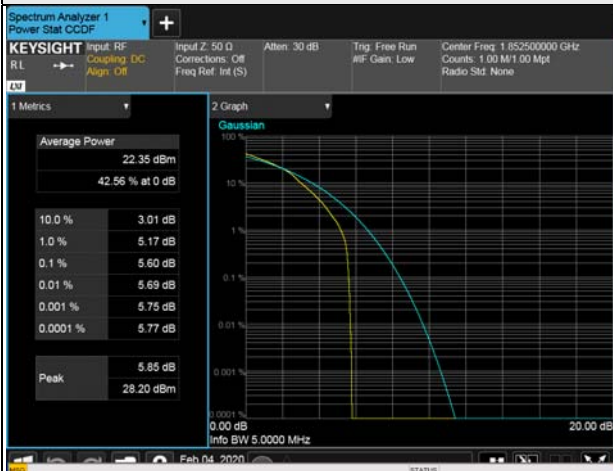 Spectrum Analyzer 1
Power Stat CCDF
KEYSIGHT
RL
LXI
Input: RF
Coupling: DC
Align: Off
Input Z: 50 Ω
Corrections: Off
Freq Ref: Int (S)
Atten: 30 dB
Trig: Free Run
#IF Gain: Low
Center Freq: 1.852500000 GHz
Counts: 1.00 M/1.00 Mpt
Radio Std: None
1 Metrics
Average Power
22.35 dBm
42.56 % at 0 dB
10.0 % 3.01 dB
1.0 % 5.17 dB
0.1 % 5.60 dB
0.01 % 5.69 dB
0.001 % 5.75 dB
0.0001 % 5.77 dB
Peak
5.85 dB
28.20 dBm
2 Graph
Gaussian
100 %
10 %
1 %
0.1 %
0.01 %
0.001 %
0.0001 %
0.00 dB 20.00 dB
Info BW 5.0000 MHz
Feb 04, 2020
MSG STATUS